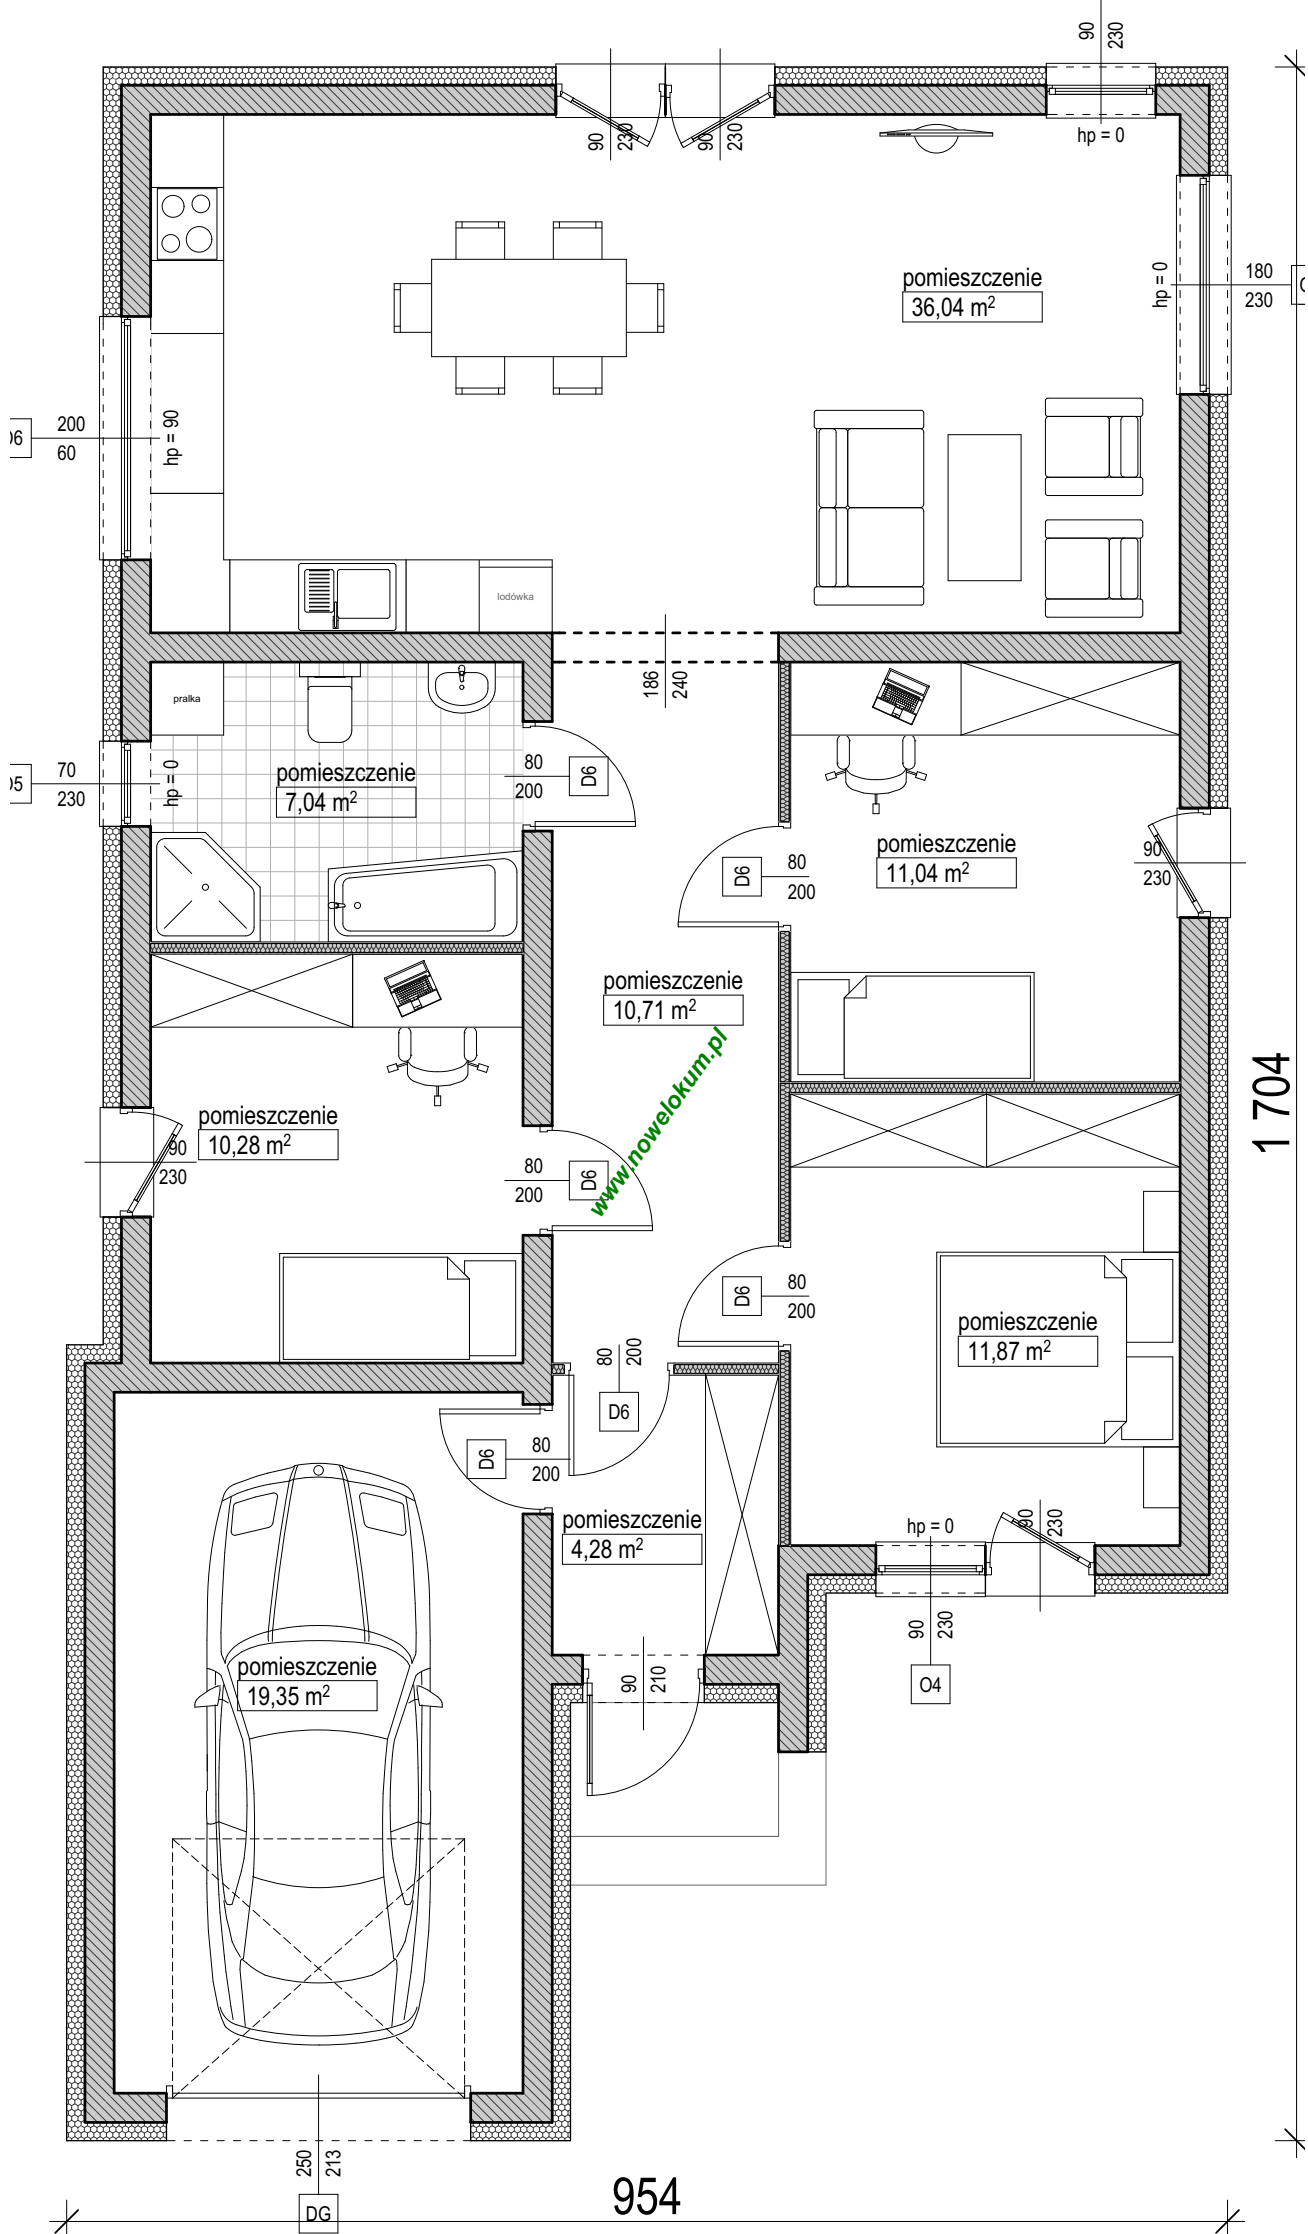 90
230
90
230
90
230
hp = 0
pomieszczenie
36,04 m²
hp = 0
180
230
200
60
hp = 90
lodówka
186
240
pralka
70
230
hp = 0
pomieszczenie
7,04 m²
80
200
D6
pomieszczenie
11,04 m²
90
230
D6
80
200
pomieszczenie
10,71 m²
www.nowelokum.pl
1 704
pomieszczenie
10,28 m²
90
230
80
200
D6
D6
80
200
pomieszczenie
11,87 m²
80
200
D6
D6
80
200
pomieszczenie
4,28 m²
hp = 0
90
230
90
230
O4
90
210
pomieszczenie
19,35 m²
250
213
DG
954